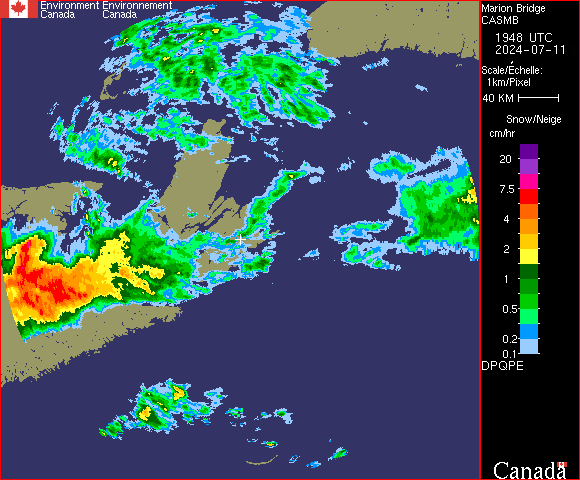 Environment Environnement
Canada Canada
Marion Bridge
CASMB
1948 UTC
2024-07-11
Scale/Echelle:
1km/Pixel
40 KM
Snow/Neige
cm/hr
20
7.5
4
2
1
0.5
0.2
0.1
DPQPE
Canada